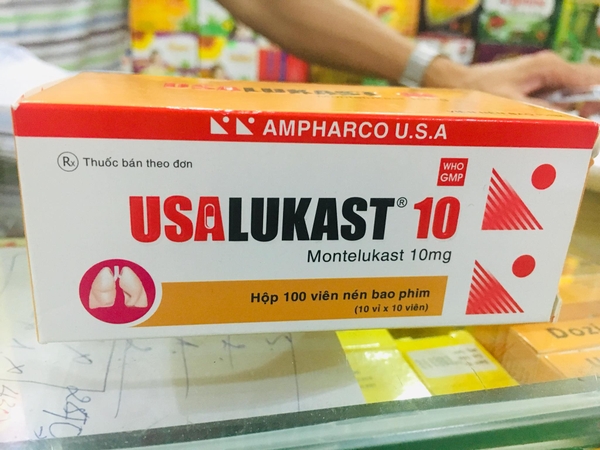 USALUKAST
AMPHARCO U.S.A
Rx Thuốc bán theo đơn
WHO
GMP
USALUKAST® 10
Montelukast 10mg
Hộp 100 viên nén bao phim
(10 vỉ x 10 viên)